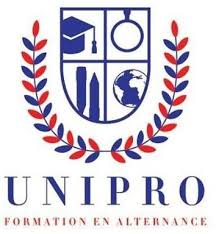 UNIPRO
FORMATION EN ALTERNANCE